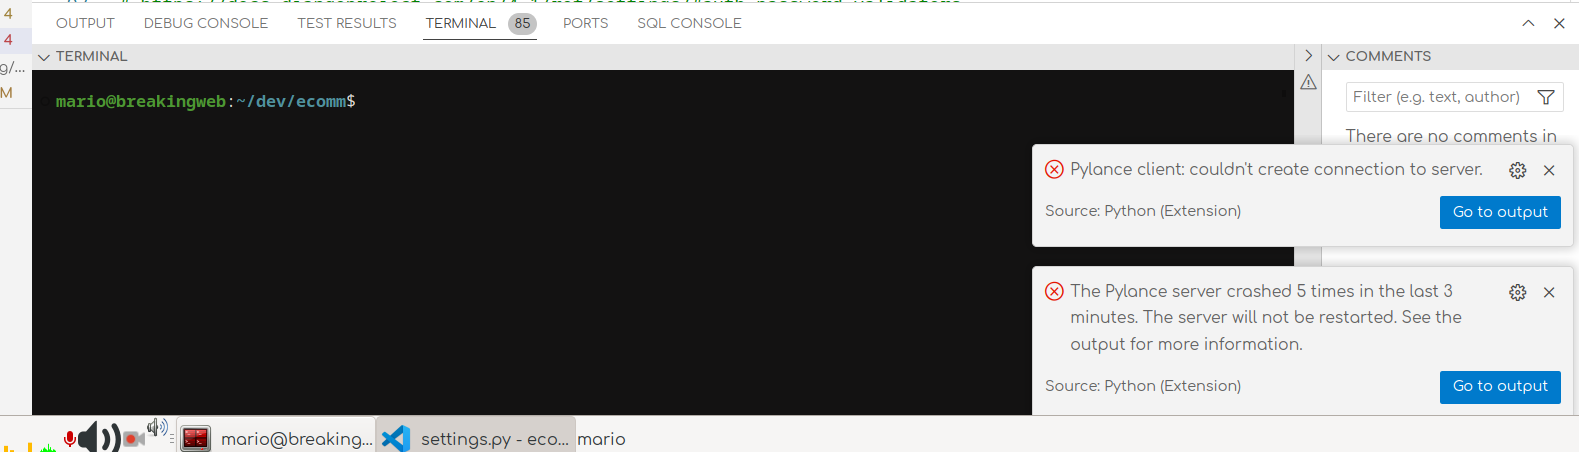 4
4
g/...
M
OUTPUT DEBUG CONSOLE TEST RESULTS TERMINAL 85 PORTS SQL CONSOLE
TERMINAL
mario@breakingweb:~/dev/ecomm$
COMMENTS
Filter (e.g. text, author)
There are no comments in
Pylance client: couldn't create connection to server.
Source: Python (Extension)
Go to output
The Pylance server crashed 5 times in the last 3
minutes. The server will not be restarted. See the
output for more information.
Source: Python (Extension)
Go to output
mario@breaking...
settings.py - eco...
mario